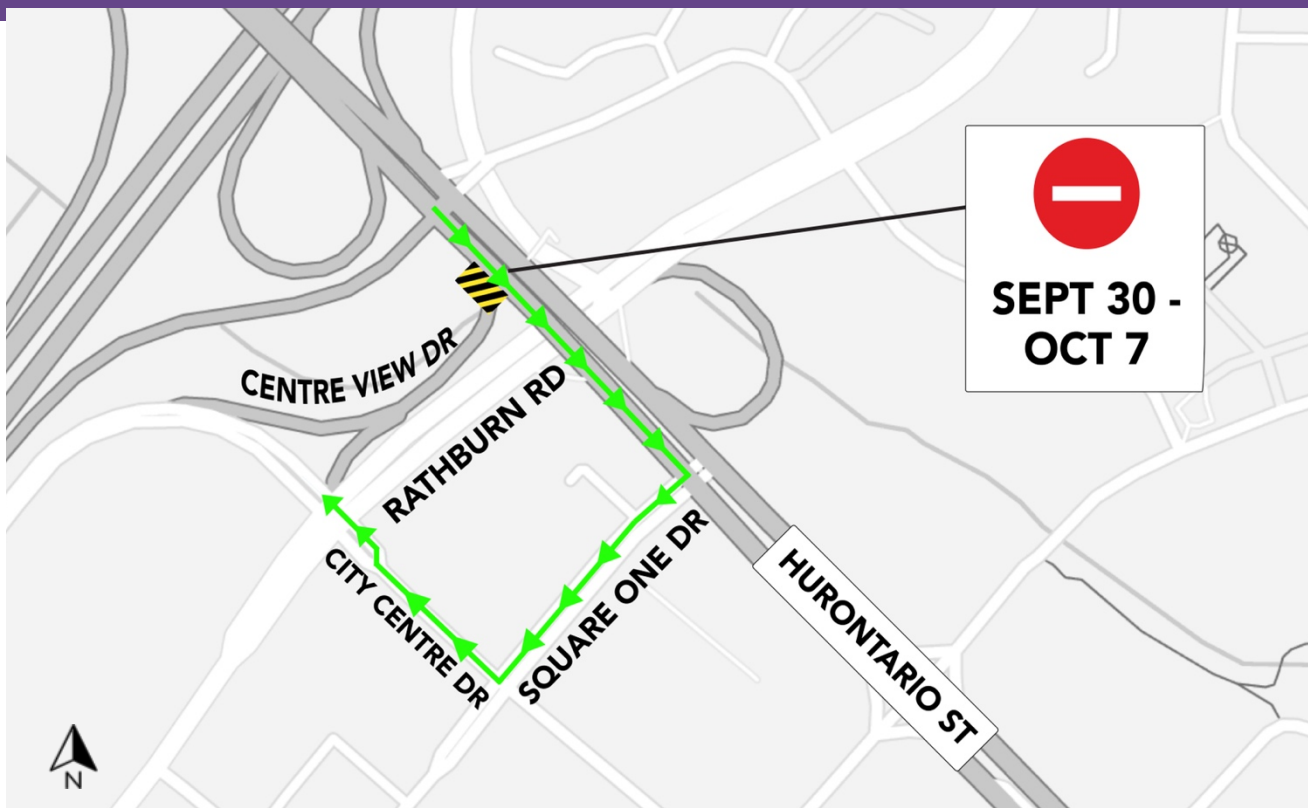 SEPT 30 -
OCT 7
CENTRE VIEW DR
RATHBURN RD
CITY CENTRE DR
SQUARE ONE DR
HURONTARIO ST
N